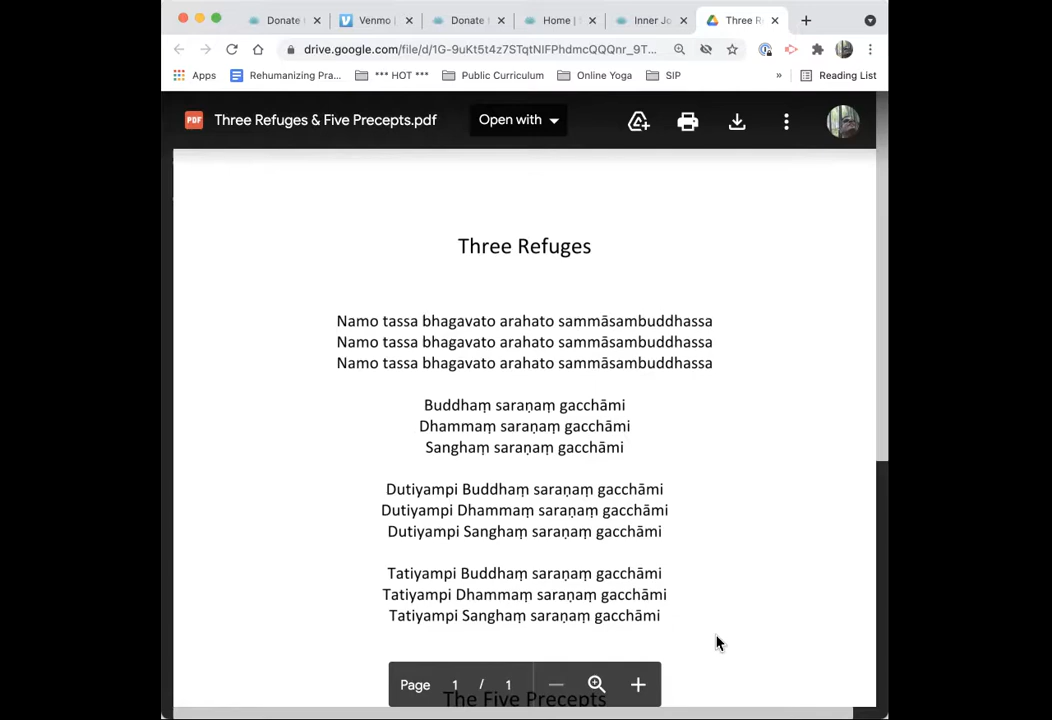 Donate
Venmo
Donate
Home
Inner Jo
Three R
drive.google.com/file/d/1G-9uKt5t4z7STqtNIFPhdmcQQQnr_9T...
Apps
Rehumanizing Pra...
*** HOT ***
Public Curriculum
Online Yoga
SIP
»
Reading List
PDF
Three Refuges & Five Precepts.pdf
Open with
Three Refuges
Namo tassa bhagavato arahato sammāsambuddhassa
Namo tassa bhagavato arahato sammāsambuddhassa
Namo tassa bhagavato arahato sammāsambuddhassa
Buddhaṃ saraṇaṃ gacchāmi
Dhammaṃ saraṇaṃ gacchāmi
Sanghaṃ saraṇaṃ gacchāmi
Dutiyampi Buddhaṃ saraṇaṃ gacchāmi
Dutiyampi Dhammaṃ saraṇaṃ gacchāmi
Dutiyampi Sanghaṃ saraṇaṃ gacchāmi
Tatiyampi Buddhaṃ saraṇaṃ gacchāmi
Tatiyampi Dhammaṃ saraṇaṃ gacchāmi
Tatiyampi Sanghaṃ saraṇaṃ gacchāmi
Page 1 / 1
The Five Precepts